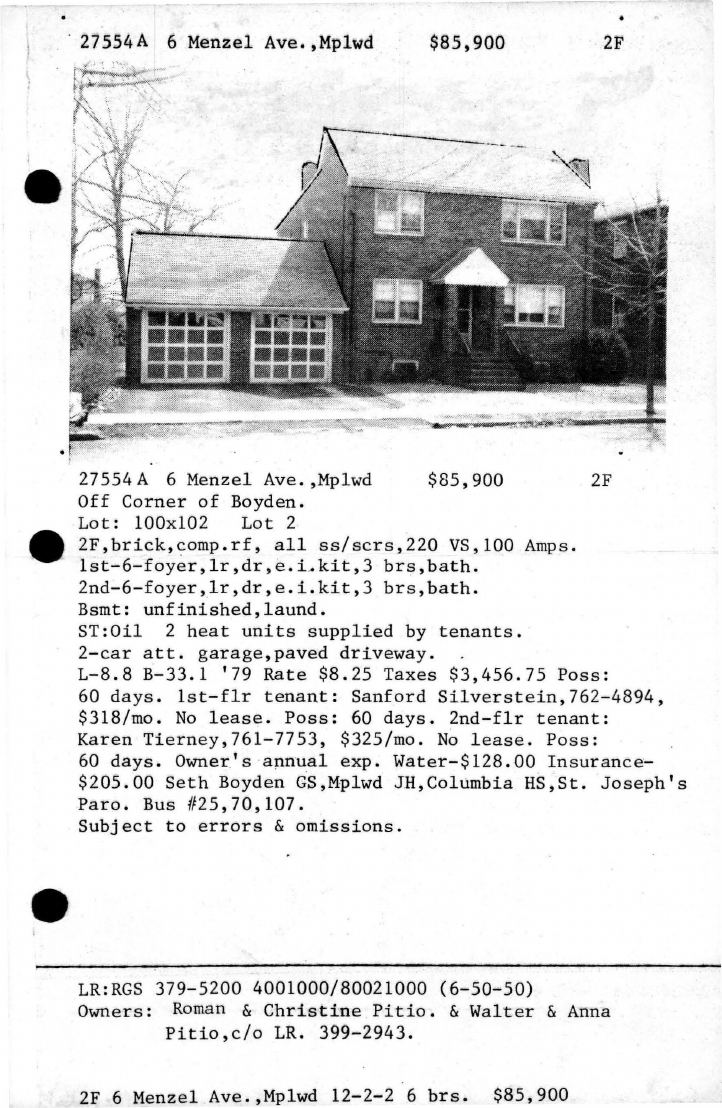 27554A 6 Menzel Ave.,Mplwd $85,900 2F
27554A 6 Menzel Ave.,Mplwd $85,900 2F
Off Corner of Boyden.
Lot: 100x102 Lot 2
2F,brick,comp.rf, all ss/scrs,220 VS,100 Amps.
1st-6-foyer,lr,dr,e.i.kit,3 brs,bath.
2nd-6-foyer,lr,dr,e.i.kit,3 brs,bath.
Bsmt: unfinished,laund.
ST:Oil 2 heat units supplied by tenants.
2-car att. garage,paved driveway.
L-8.8 B-33.1 '79 Rate $8.25 Taxes $3,456.75 Poss:
60 days. 1st-flr tenant: Sanford Silverstein,762-4894,
$318/mo. No lease. Poss: 60 days. 2nd-flr tenant:
Karen Tierney,761-7753, $325/mo. No lease. Poss:
60 days. Owner's annual exp. Water-$128.00 Insurance-
$205.00 Seth Boyden GS,Mplwd JH,Columbia HS,St. Joseph's
Paro. Bus #25,70,107.
Subject to errors & omissions.
LR:RGS 379-5200 4001000/80021000 (6-50-50)
Owners: Roman & Christine Pitio. & Walter & Anna
Pitio,c/o LR. 399-2943.
2F 6 Menzel Ave.,Mplwd 12-2-2 6 brs. $85,900